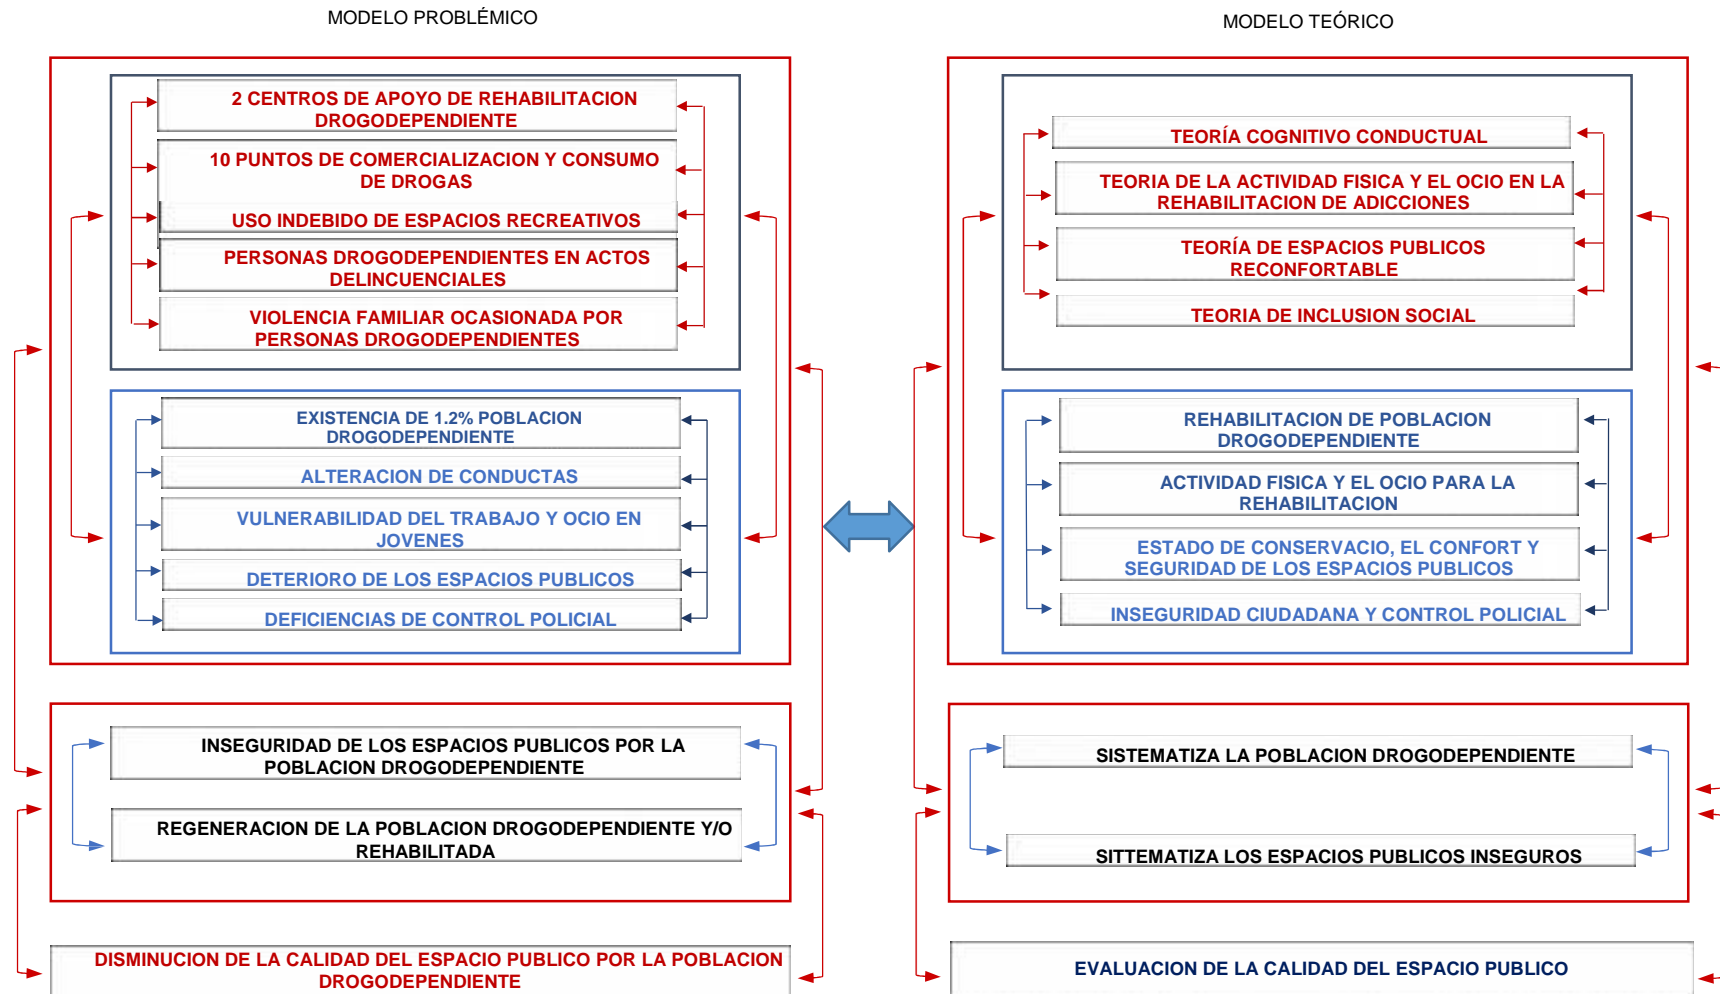 MODELO PROBLÉMICO
2 CENTROS DE APOYO DE REHABILITACION
DROGODEPENDIENTE
10 PUNTOS DE COMERCIALIZACION Y CONSUMO
DE DROGAS
USO INDEBIDO DE ESPACIOS RECREATIVOS
PERSONAS DROGODEPENDIENTES EN ACTOS
DELINCUENCIALES
VIOLENCIA FAMILIAR OCASIONADA POR
PERSONAS DROGODEPENDIENTES
EXISTENCIA DE 1.2% POBLACION
DROGODEPENDIENTE
ALTERACION DE CONDUCTAS
VULNERABILIDAD DEL TRABAJO Y OCIO EN
JOVENES
DETERIORO DE LOS ESPACIOS PUBLICOS
DEFICIENCIAS DE CONTROL POLICIAL
INSEGURIDAD DE LOS ESPACIOS PUBLICOS POR LA
POBLACION DROGODEPENDIENTE
REGENERACION DE LA POBLACION DROGODEPENDIENTE Y/O
REHABILITADA
DISMINUCION DE LA CALIDAD DEL ESPACIO PUBLICO POR LA POBLACION
DROGODEPENDIENTE
MODELO TEÓRICO
TEORÍA COGNITIVO CONDUCTUAL
TEORIA DE LA ACTIVIDAD FISICA Y EL OCIO EN LA
REHABILITACION DE ADICCIONES
TEORÍA DE ESPACIOS PUBLICOS
RECONFORTABLE
TEORIA DE INCLUSION SOCIAL
REHABILITACION DE POBLACION
DROGODEPENDIENTE
ACTIVIDAD FISICA Y EL OCIO PARA LA
REHABILITACION
ESTADO DE CONSERVACIO, EL CONFORT Y
SEGURIDAD DE LOS ESPACIOS PUBLICOS
INSEGURIDAD CIUDADANA Y CONTROL POLICIAL
SISTEMATIZA LA POBLACION DROGODEPENDIENTE
SITTEMATIZA LOS ESPACIOS PUBLICOS INSEGUROS
EVALUACION DE LA CALIDAD DEL ESPACIO PUBLICO